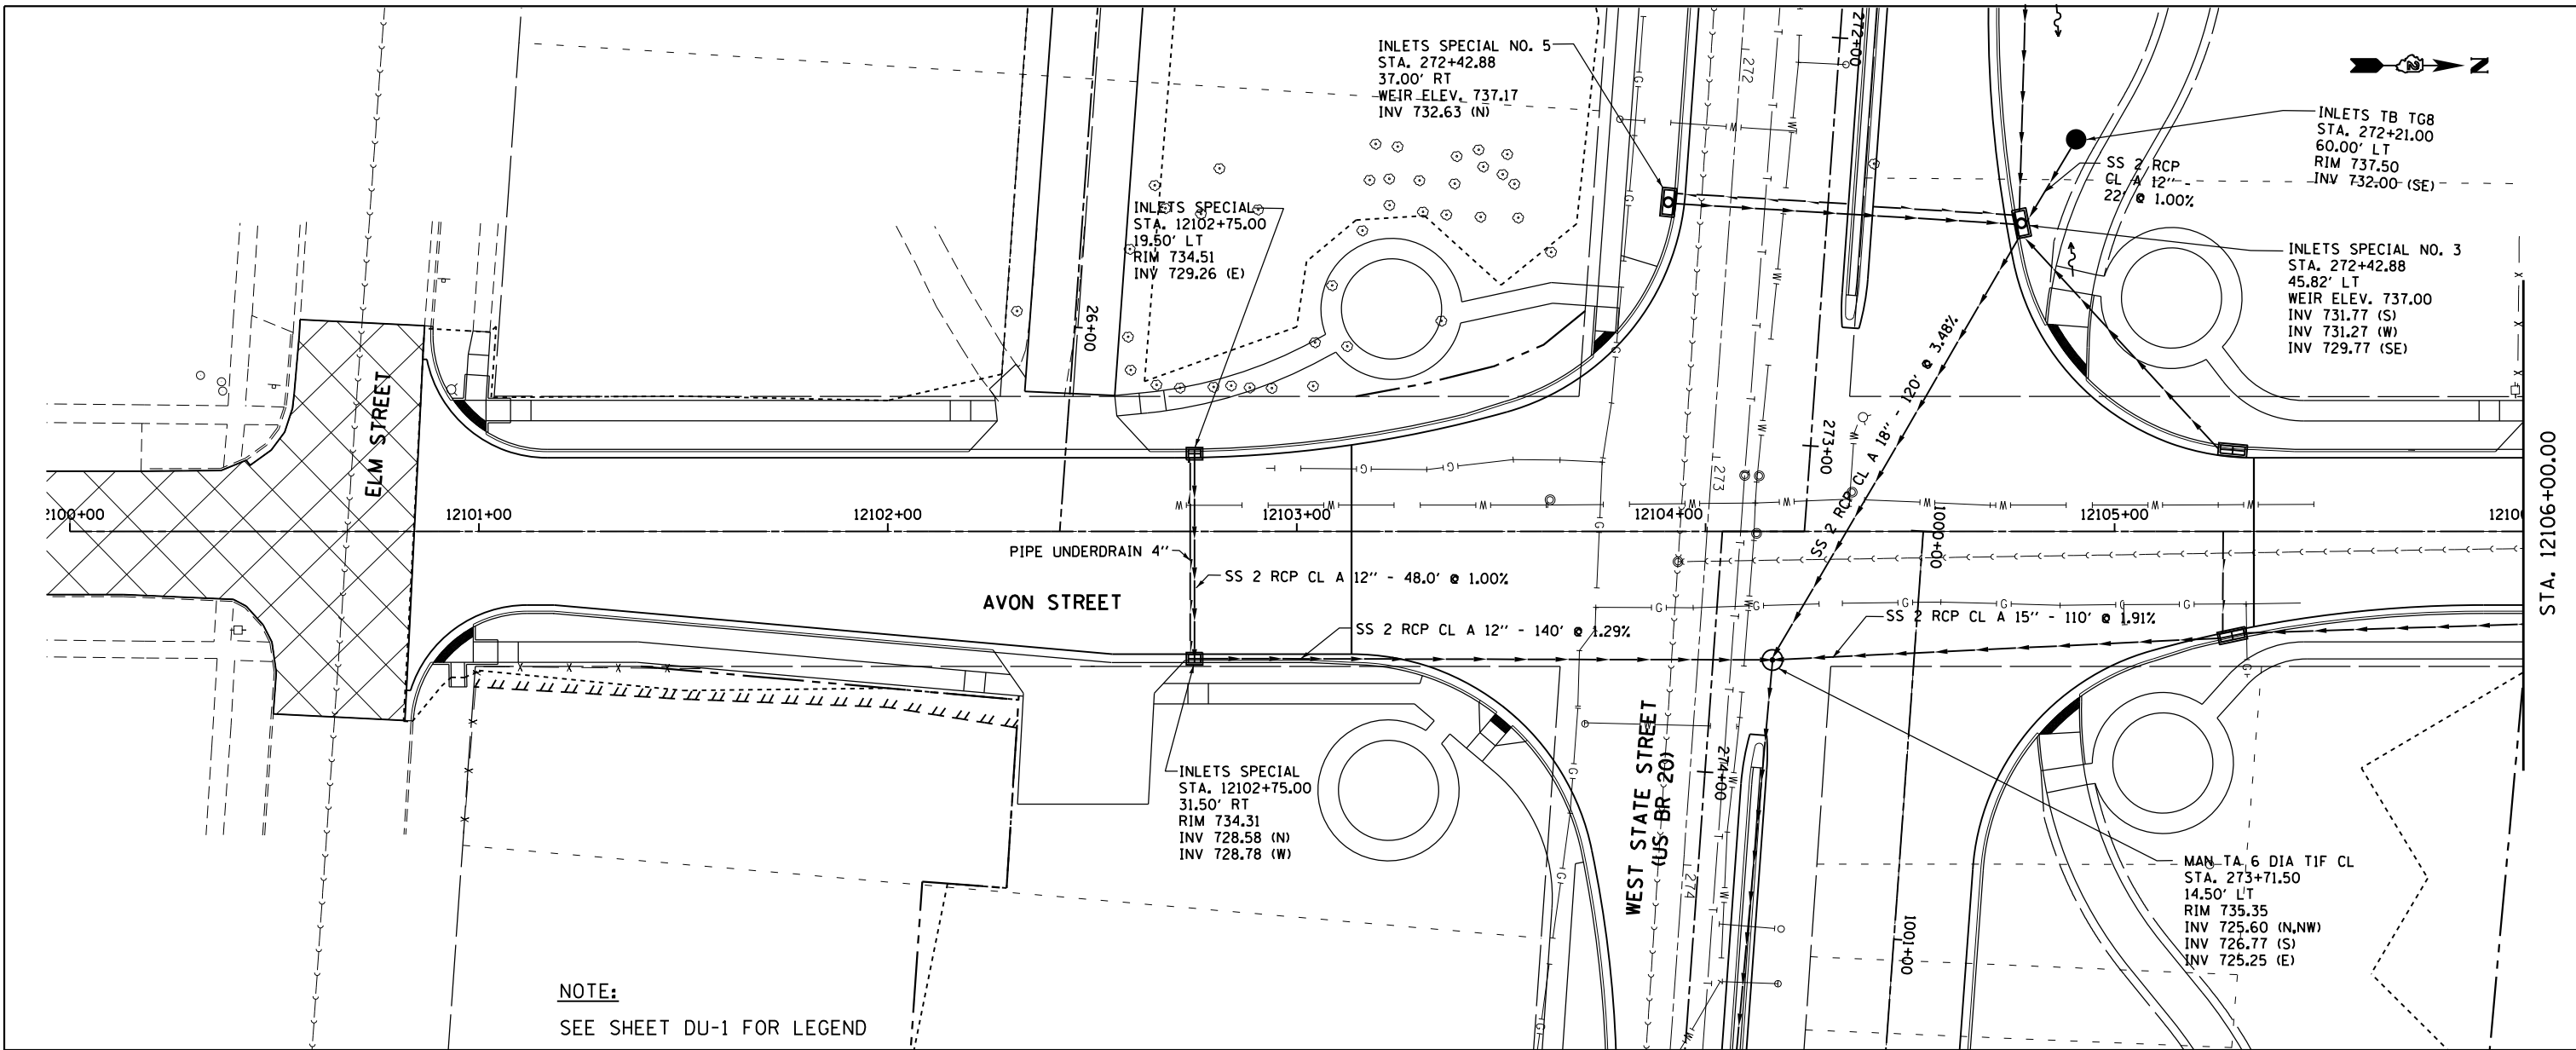 INLETS SPECIAL NO. 5
STA. 272+42.88
37.00' RT
WEIR ELEV. 737.17
INV 732.63 (N)
272+00
272
N
INLETS TB TG8
STA. 272+21.00
60.00' LT
RIM 737.50
INV 732.00 (SE)
SS 2 RCP
CL A 12" -
22' @ 1.00%
INLETS SPECIAL
STA. 12102+75.00
19.50' LT
RIM 734.51
INV 729.26 (E)
INLETS SPECIAL NO. 3
STA. 272+42.88
45.82' LT
WEIR ELEV. 737.00
INV 731.77 (S)
INV 731.27 (W)
INV 729.77 (SE)
26+00
ELM STREET
SS 2 RCP CL A 18" - 120' @ 3.48%
273+00
273
2100+00
12101+00
12102+00
12103+00
12104+00
12105+00
1210
1000+00
STA. 12106+00.00
PIPE UNDERDRAIN 4"
SS 2 RCP CL A 12" - 48.0' @ 1.00%
AVON STREET
SS 2 RCP CL A 12" - 140' @ 1.29%
SS 2 RCP CL A 15" - 110' @ 1.91%
WEST STATE STREET
(US BR 20)
274+00
274
INLETS SPECIAL
STA. 12102+75.00
31.50' RT
RIM 734.31
INV 728.58 (N)
INV 728.78 (W)
1001+00
MAN TA 6 DIA T1F CL
STA. 273+71.50
14.50' LT
RIM 735.35
INV 725.60 (N,NW)
INV 726.77 (S)
INV 725.25 (E)
NOTE:
SEE SHEET DU-1 FOR LEGEND